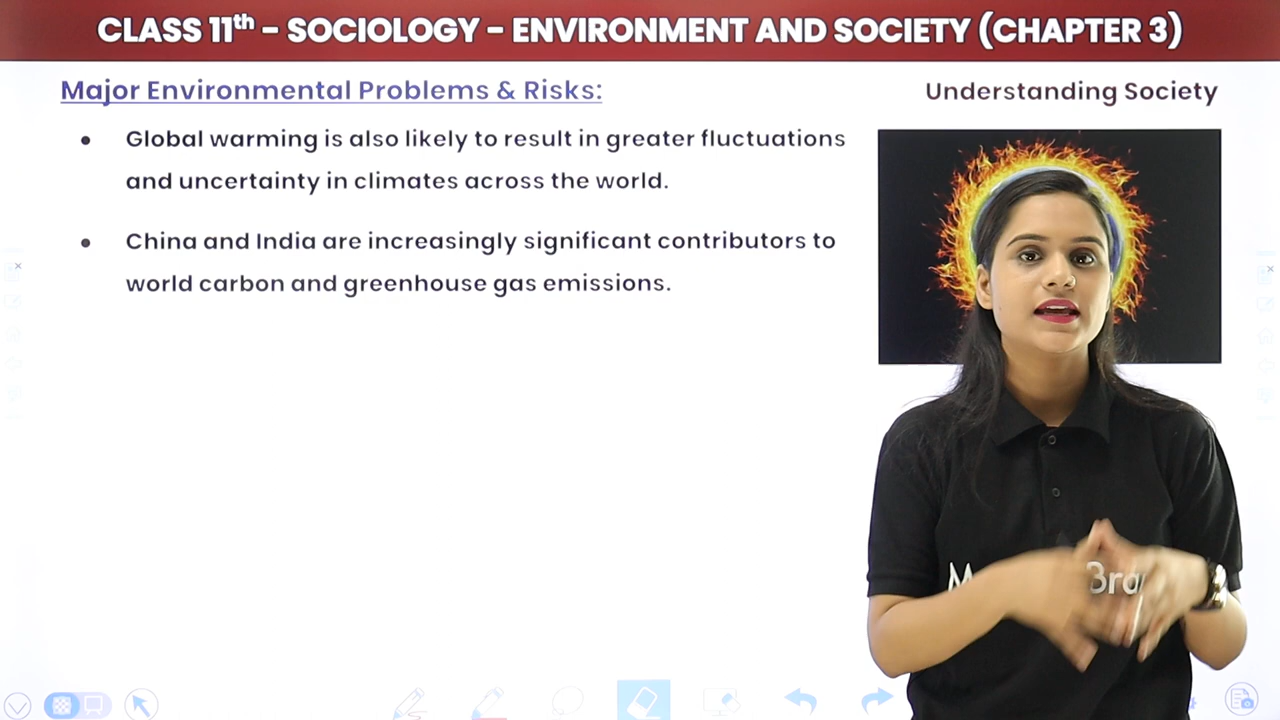 CLASS 11th - SOCIOLOGY - ENVIRONMENT AND SOCIETY (CHAPTER 3)
Major Environmental Problems & Risks:
Understanding Society
• Global warming is also likely to result in greater fluctuations
and uncertainty in climates across the world.
• China and India are increasingly significant contributors to
world carbon and greenhouse gas emissions.